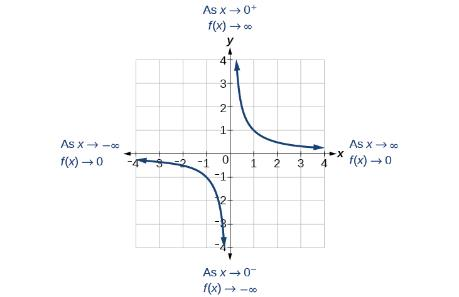 As x → 0⁺
f(x) → ∞
y
4
3
2
1
As x → −∞
f(x) → 0
-4 -3 -2 -1 0 1 2 3 4 x
As x → ∞
f(x) → 0
-1
-2
-3
-4
As x → 0⁻
f(x) → −∞